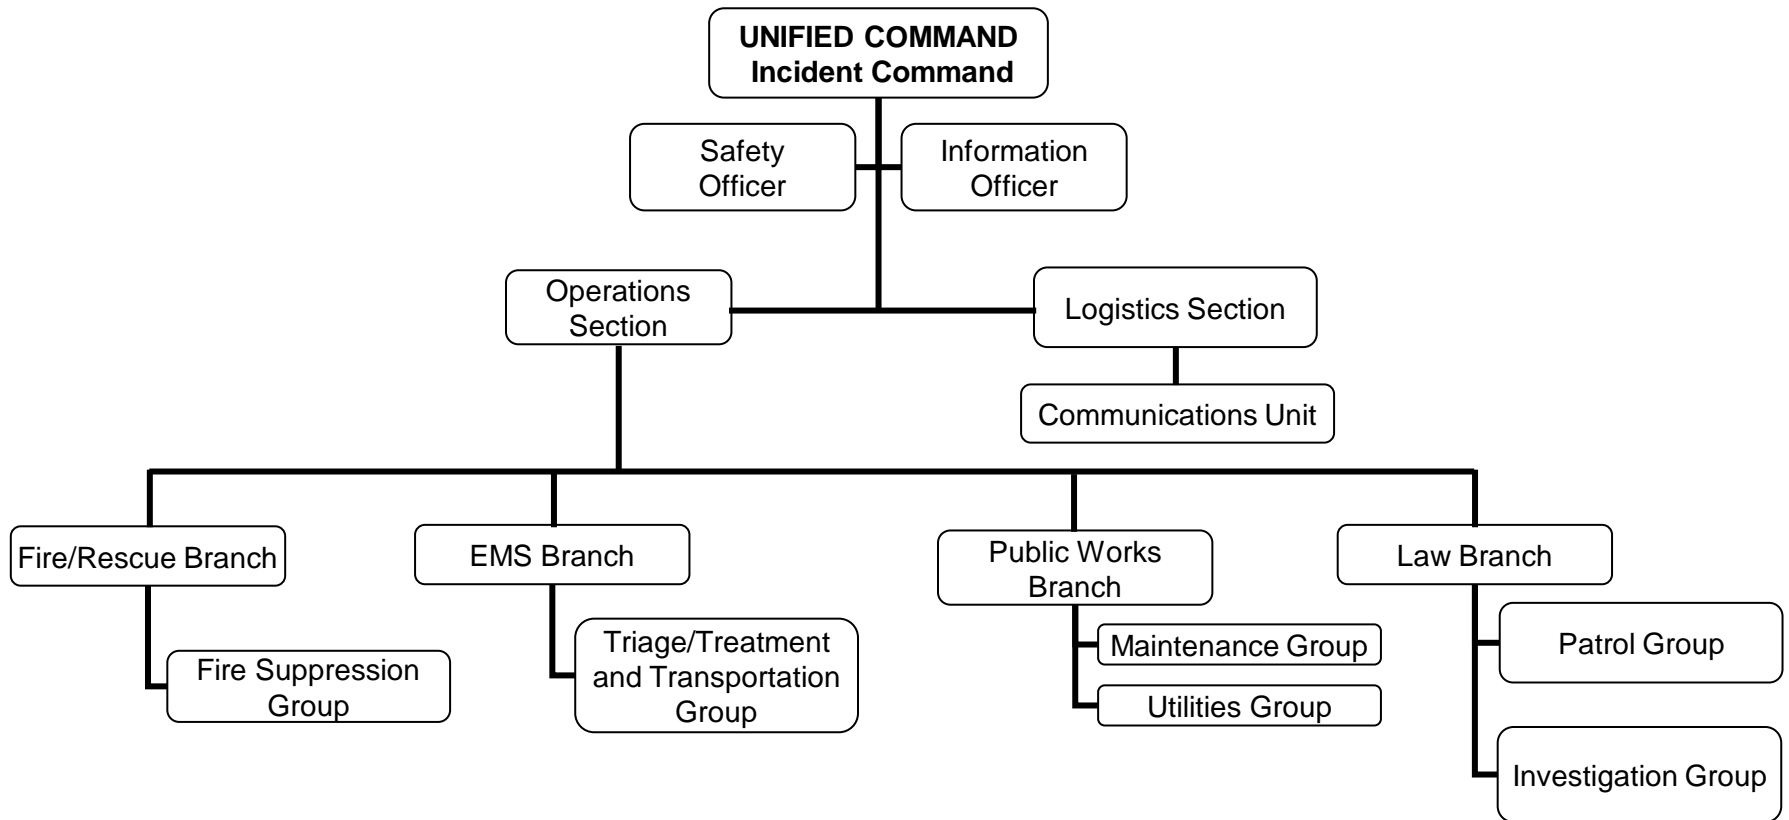 UNIFIED COMMAND
Incident Command
Safety
Officer
Information
Officer
Operations
Section
Logistics Section
Communications Unit
Fire/Rescue Branch
EMS Branch
Public Works
Branch
Law Branch
Fire Suppression
Group
Triage/Treatment
and Transportation
Group
Maintenance Group
Utilities Group
Patrol Group
Investigation Group